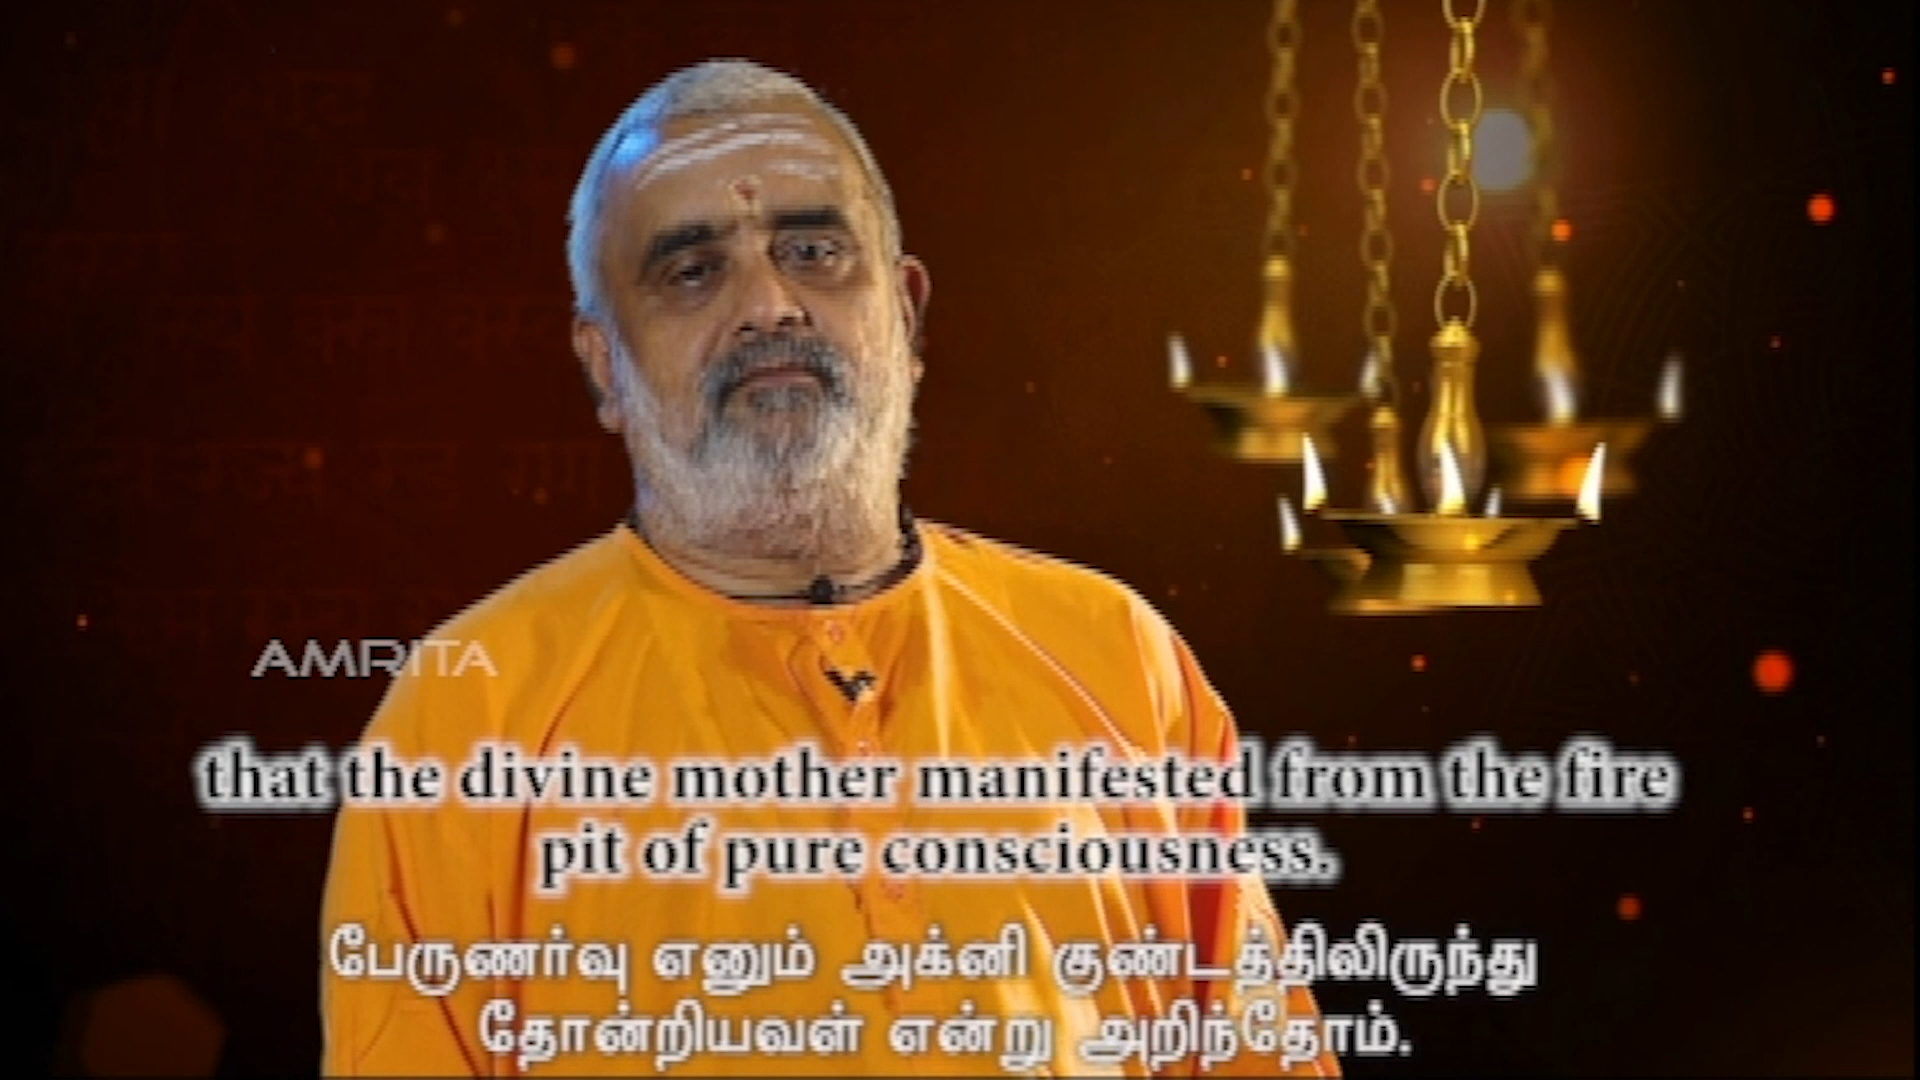 AMRITA
that the divine mother manifested from the fire
pit of pure consciousness.
பேருணர்வு எனும் அக்னி குண்டத்திலிருந்து
தோன்றியவள் என்று அறிந்தோம்.